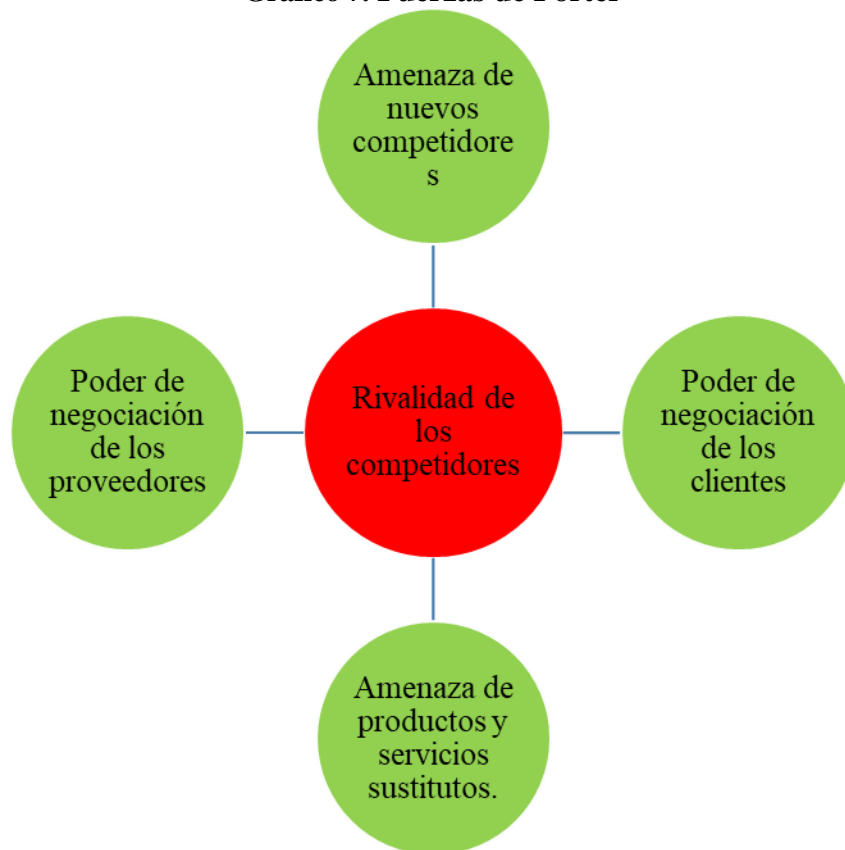 Amenaza de
nuevos
competidore
s
Poder de
negociación
de los
proveedores
Rivalidad de
los
competidores
Poder de
negociación
de los
clientes
Amenaza de
productos y
servicios
sustitutos.